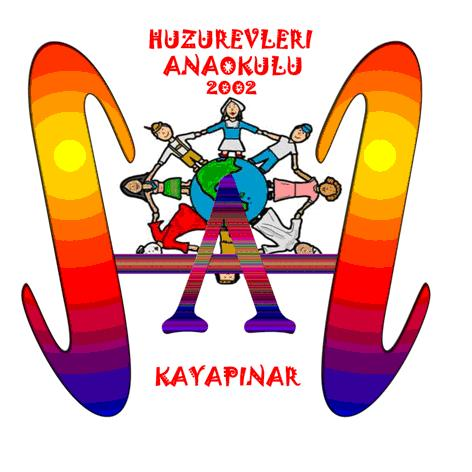 HUZUREVLERI
ANAOKULU
2002
A
KAYAPINAR